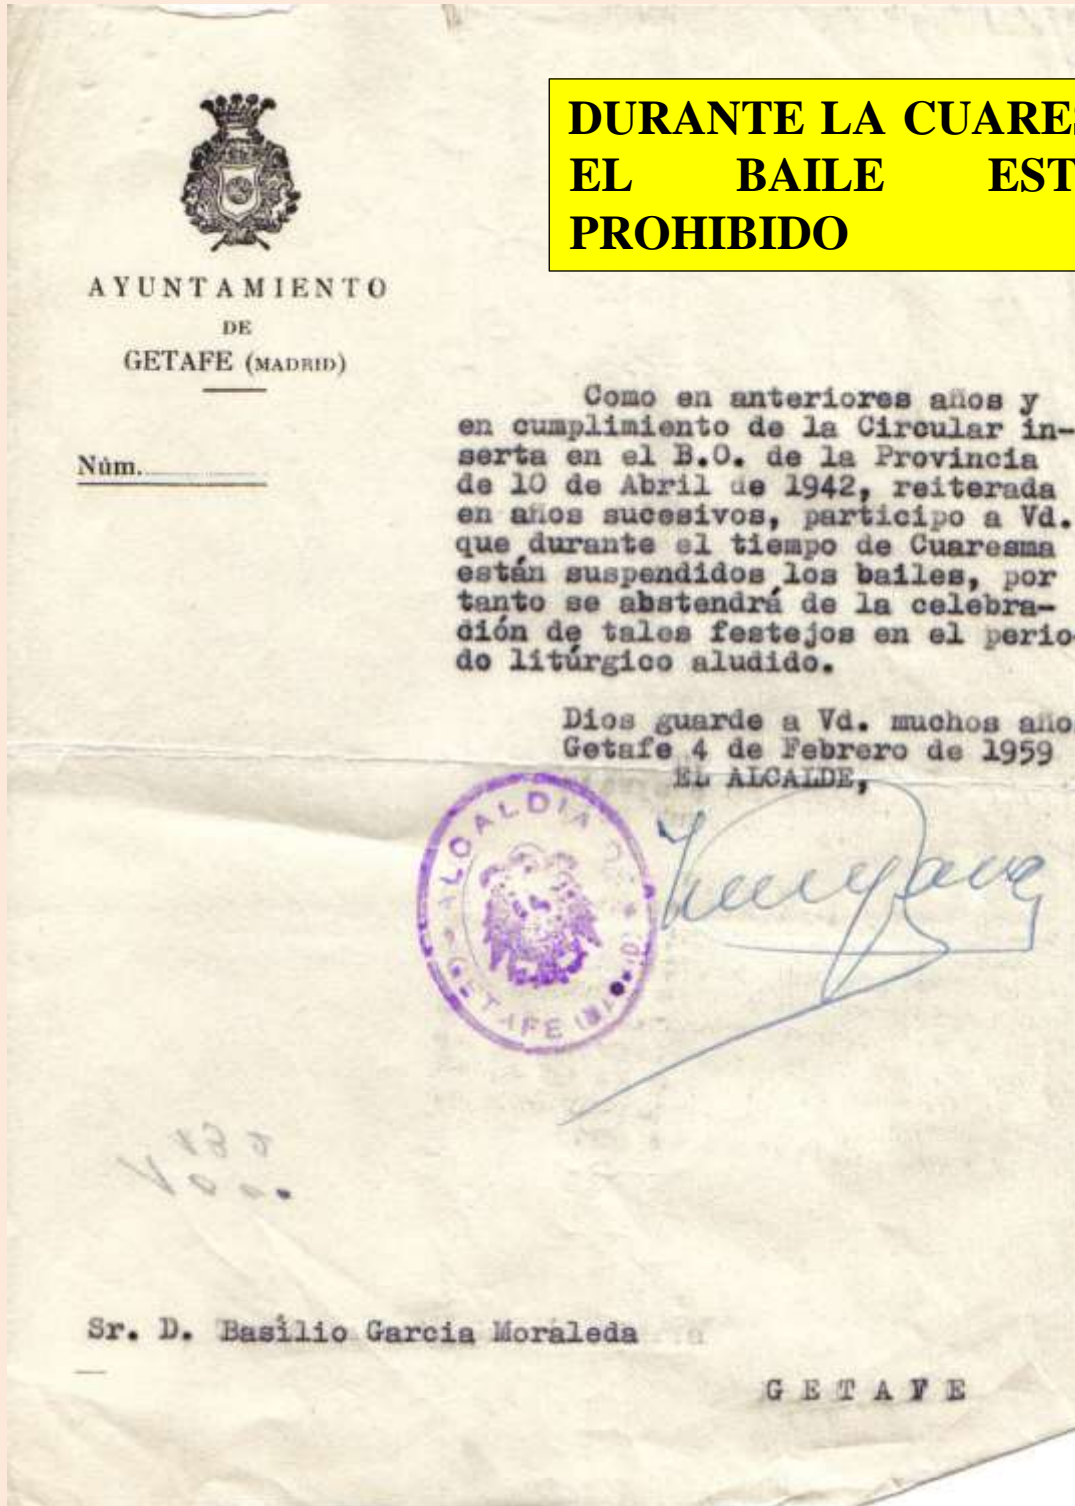 DURANTE LA CUARES
EL BAILE EST
PROHIBIDO
AYUNTAMIENTO
DE
GETAFE (MADRID)
Núm.
Como en anteriores años y
en cumplimiento de la Circular in-
serta en el B.O. de la Provincia
de 10 de Abril de 1942, reiterada
en años sucesivos, participo a Vd.
que durante el tiempo de Cuaresma
están suspendidos los bailes, por
tanto se abstendrá de la celebra-
ción de tales festejos en el perio-
do litúrgico aludido.
Dios guarde a Vd. muchos año
Getafe 4 de Febrero de 1959
EL ALCALDE,
ALCALDIA
GETAFE
Sr. D. Basilio Garcia Moraleda
GETAFE